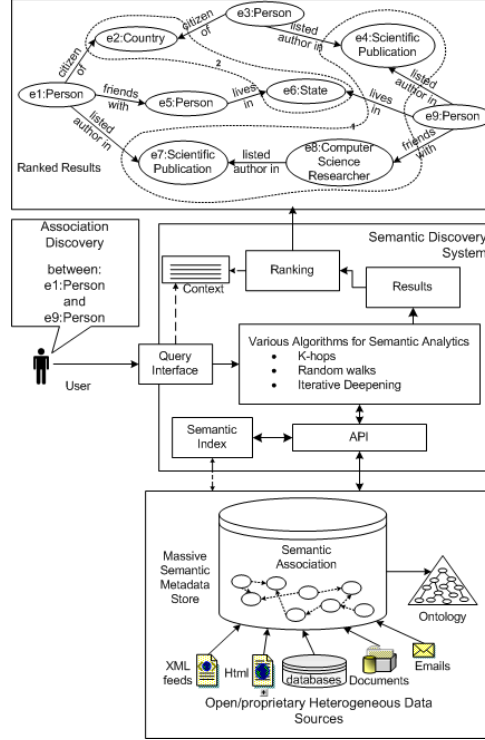 e3:Person
e2:Country
citizen of
listed author in
e4:Scientific
Publication
citizen of
2
e1:Person
friends with
e5:Person
lives in
e6:State
lives in
listed author in
e9:Person
1
listed author in
friends with
e7:Scientific
Publication
listed author in
e8:Computer
Science
Researcher
Ranked Results
Association
Discovery
between:
e1:Person
and
e9:Person
Semantic Discovery
System
Context
Ranking
Results
User
Query
Interface
Various Algorithms for Semantic Analytics
• K-hops
• Random walks
• Iterative Deepening
Semantic
Index
API
Massive
Semantic
Metadata
Store
Semantic
Association
Ontology
XML
feeds
Html
databases
Documents
Emails
Open/proprietary Heterogeneous Data
Sources